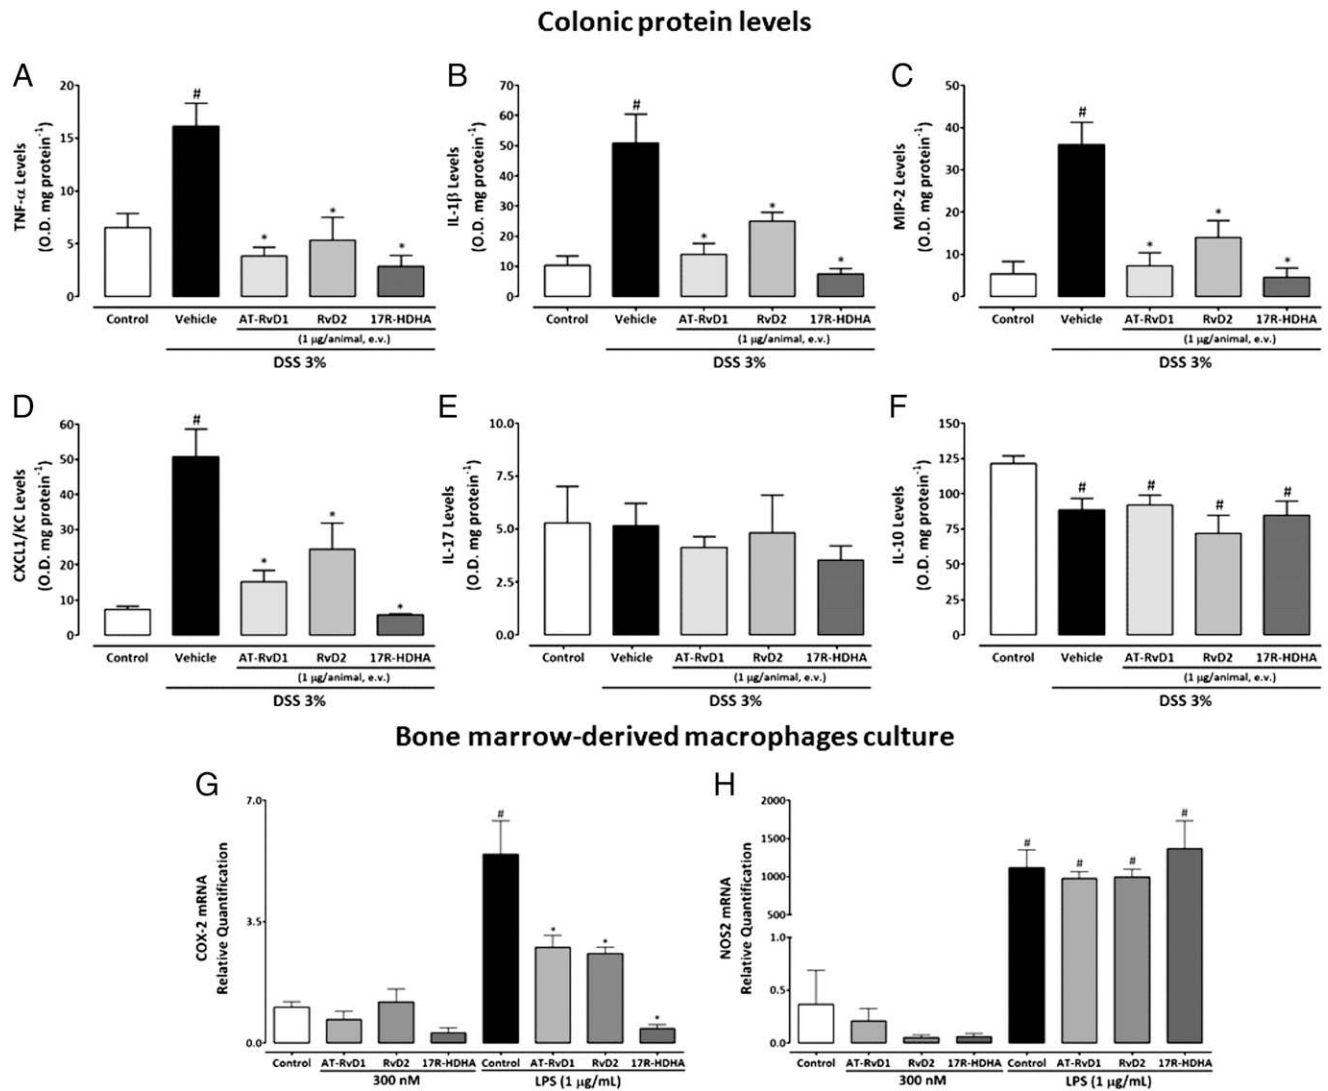 Colonic protein levels
A
TNF-α Levels
(O.D. mg protein⁻¹)
20
15
10
5
0
#
*
*
*
Control Vehicle AT-RvD1 RvD2 17R-HDHA
(1 µg/animal, e.v.)
DSS 3%
B
IL-1β Levels
(O.D. mg protein⁻¹)
70
60
50
40
30
20
10
0
#
*
*
Control Vehicle AT-RvD1 RvD2 17R-HDHA
(1 µg/animal, e.v.)
DSS 3%
C
MIP-2 Levels
(O.D. mg protein⁻¹)
50
40
30
20
10
0
#
*
*
*
Control Vehicle AT-RvD1 RvD2 17R-HDHA
(1 µg/animal, e.v.)
DSS 3%
D
CXCL1/KC Levels
(O.D. mg protein⁻¹)
60
50
40
30
20
10
0
#
*
*
*
Control Vehicle AT-RvD1 RvD2 17R-HDHA
(1 µg/animal, e.v.)
DSS 3%
E
IL-17 Levels
(O.D. mg protein⁻¹)
10.0
7.5
5.0
2.5
0.0
Control Vehicle AT-RvD1 RvD2 17R-HDHA
(1 µg/animal, e.v.)
DSS 3%
F
IL-10 Levels
(O.D. mg protein⁻¹)
150
125
100
75
50
25
0
#
#
#
#
Control Vehicle AT-RvD1 RvD2 17R-HDHA
(1 µg/animal, e.v.)
DSS 3%
Bone marrow-derived macrophages culture
G
COX-2 mRNA
Relative Quantification
7.0
3.5
0.0
#
*
*
*
Control AT-RvD1 RvD2 17R-HDHA Control AT-RvD1 RvD2 17R-HDHA
300 nM LPS (1 µg/mL)
H
NOS2 mRNA
Relative Quantification
2000
1500
1000
500
1.0
0.5
0.0
#
#
#
#
Control AT-RvD1 RvD2 17R-HDHA Control AT-RvD1 RvD2 17R-HDHA
300 nM LPS (1 µg/mL)